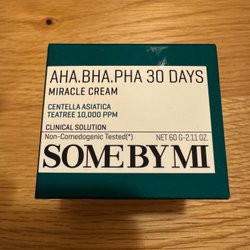 AHA.BHA.PHA 30 DAYS
MIRACLE CREAM
CENTELLA ASIATICA
TEATREE 10,000 PPM
CLINICAL SOLUTION
Non-Comedogenic Tested(*)
NET 60 G-2.11 OZ.
SOME BY MI